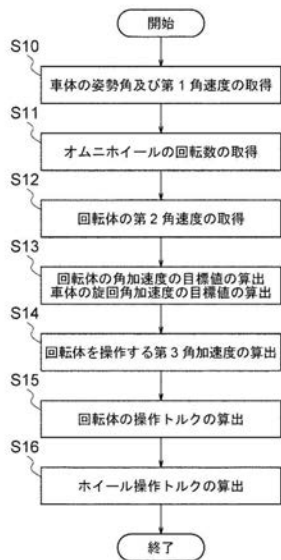 開始
S10
車体の姿勢角及び第1角速度の取得
S11
オムニホイールの回転数の取得
S12
回転体の第2角速度の取得
S13
回転体の角加速度の目標値の算出
車体の旋回角加速度の目標値の算出
S14
回転体を操作する第3角加速度の算出
S15
回転体の操作トルクの算出
S16
ホイール操作トルクの算出
終了